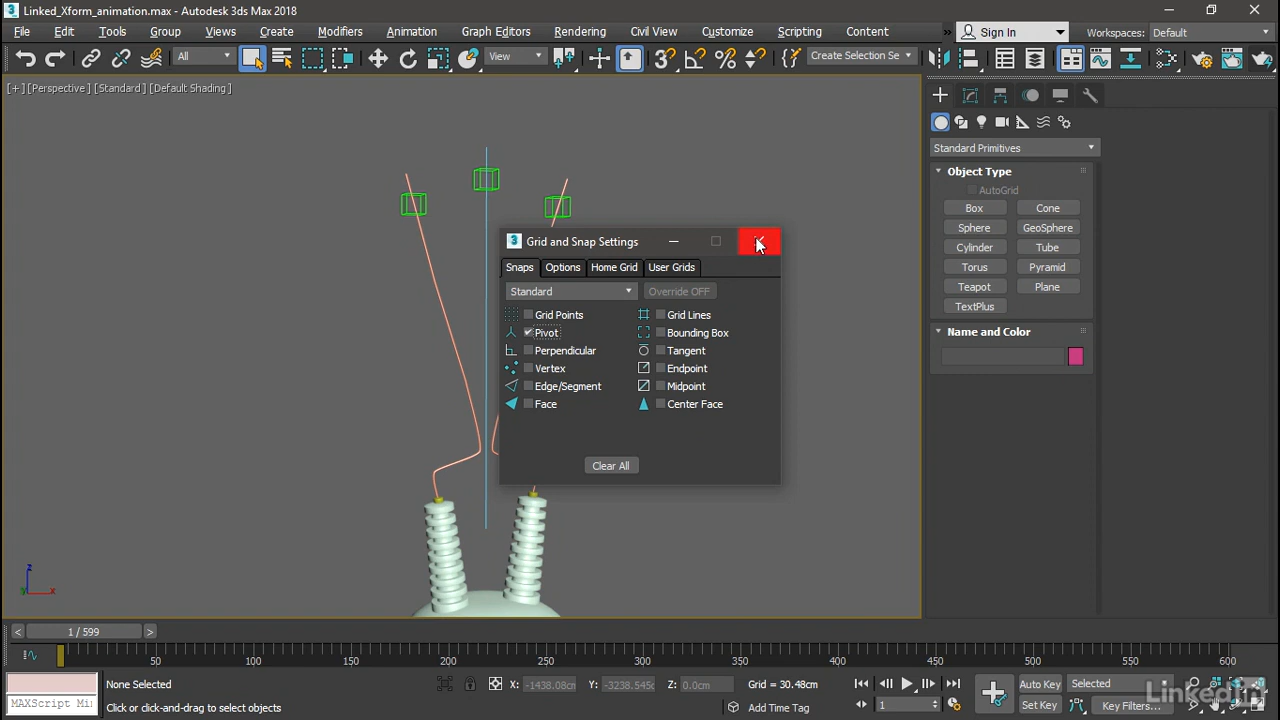 Linked_Xform_animation.max - Autodesk 3ds Max 2018
File Edit Tools Group Views Create Modifiers Animation Graph Editors Rendering Civil View Customize Scripting Content » Sign In Workspaces: Default
All View Create Selection Se
[+] [Perspective] [Standard] [Default Shading]
Standard Primitives
Object Type
AutoGrid
Box Cone
Sphere GeoSphere
Cylinder Tube
Torus Pyramid
Teapot Plane
TextPlus
Name and Color
Grid and Snap Settings
Snaps Options Home Grid User Grids
Standard Override OFF
Grid Points Grid Lines
Pivot Bounding Box
Perpendicular Tangent
Vertex Endpoint
Edge/Segment Midpoint
Face Center Face
Clear All
z
x
< 1 / 599 >
50 100 150 200 250 300 350 400 450 500 550 600
None Selected X: -1438.08cm Y: -3238.545c Z: 0.0cm Grid = 30.48cm Auto Key Selected
MAXScript Mi Click or click-and-drag to select objects Add Time Tag 1 Set Key Key Filters...
LinkedIn